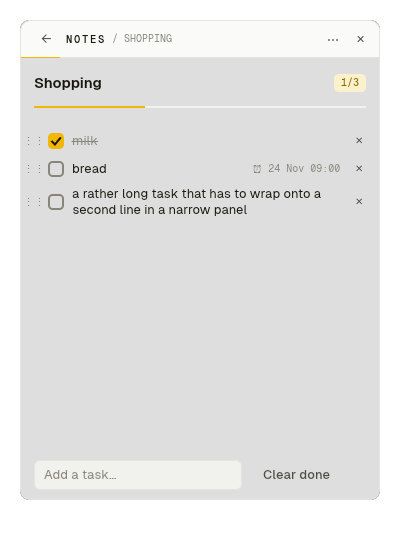 ← NOTES / SHOPPING ⋯ ×
Shopping 1/3
milk ×
bread ⏰ 24 Nov 09:00 ×
a rather long task that has to wrap onto a
second line in a narrow panel ×
Add a task… Clear done